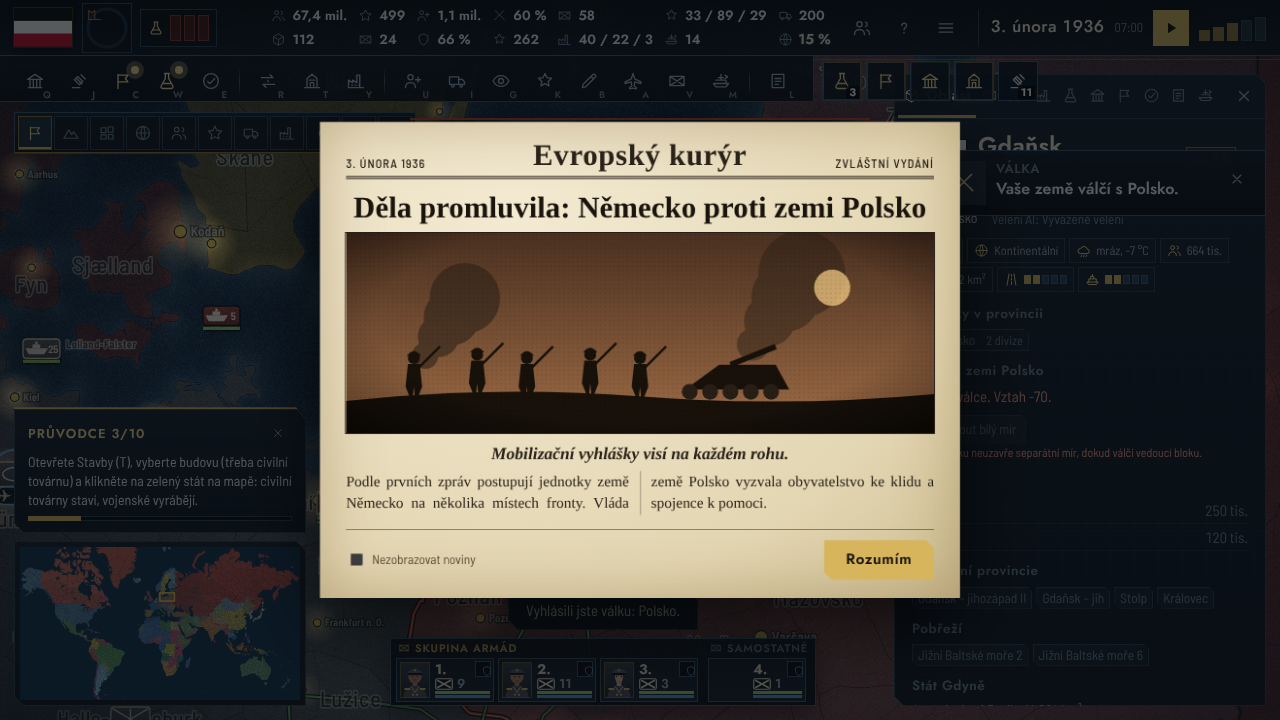 67,4 mil. 499 1,1 mil. 60 % 58 33 / 89 / 29 200
112 24 66 % 262 40 / 22 / 3 14 15 %
3. února 1936 07:00
Q J C W E R T Y U I G K B A V M L
3 11
Gdaňsk
VÁLKA
Vaše země válčí s Polsko.
Velení AI: Vyvážené velení
Kontinentální mráz, -7 °C 664 tis.
km²
v provincii
2 divize
zemi Polsko
válce. Vztah -70.
bílý mír
neuzavře separátní mír, dokud válčí vedoucí bloku.
250 tis.
120 tis.
provincie
Gdaňsk - jihozápad II Gdaňsk - jih Stolp Královec
Pobřeží
Jižní Baltské moře 2 Jižní Baltské moře 6
Stát Gdyně
3. ÚNORA 1936
Evropský kurýr
ZVLÁŠTNÍ VYDÁNÍ
Děla promluvila: Německo proti zemi Polsko
Mobilizační vyhlášky visí na každém rohu.
Podle prvních zpráv postupují jednotky země
Německo na několika místech fronty. Vláda
země Polsko vyzvala obyvatelstvo ke klidu a
spojence k pomoci.
Nezobrazovat noviny
Rozumím
Skåne
Aarhus
Kodaň
Sjælland
Fyn
5
25
Lolland-Falster
Kiel
PRŮVODCE 3/10
Otevřete Stavby (T), vyberte budovu (třeba civilní
továrnu) a klikněte na zelený stát na mapě: civilní
továrny staví, vojenské vyrábějí.
Poznaň
Mazovsko
Vyhlásili jste válku: Polsko.
Frankfurt n. O.
Varšava
Lužice
SKUPINA ARMÁD SAMOSTATNÉ
1. 9
2. 11
3. 3
4. 1